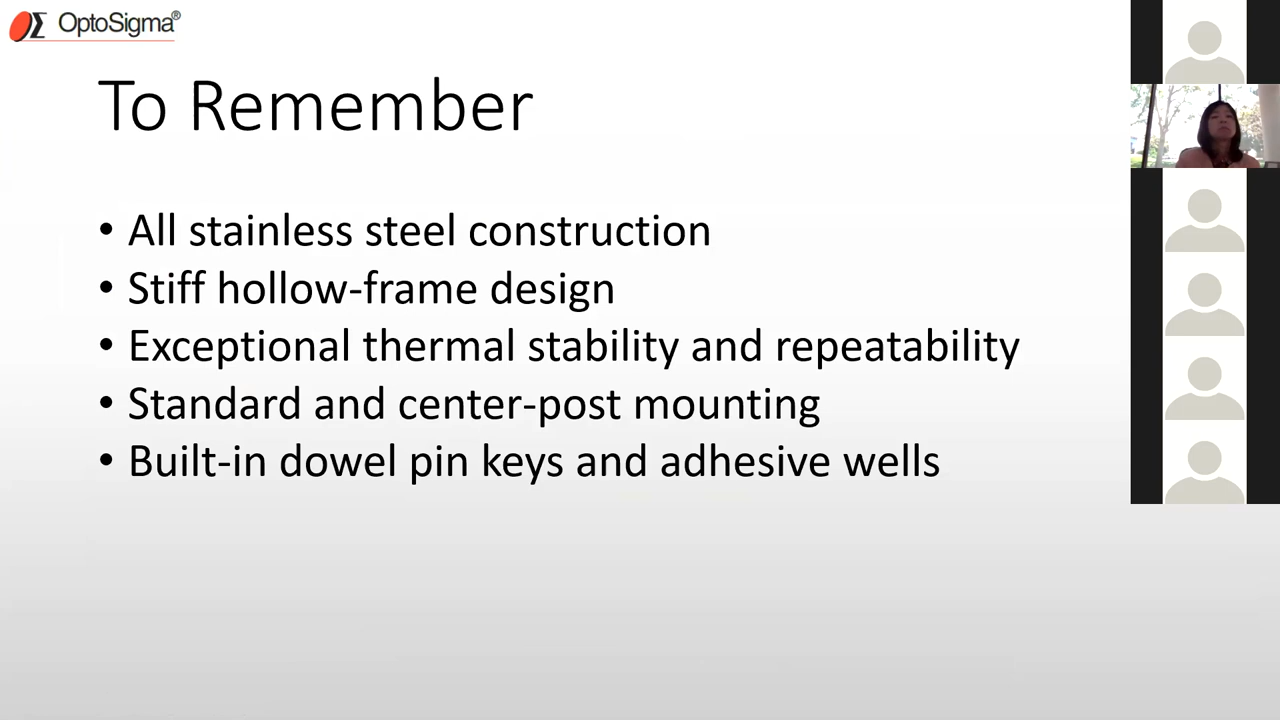 OptoSigma®
To Remember
• All stainless steel construction
• Stiff hollow-frame design
• Exceptional thermal stability and repeatability
• Standard and center-post mounting
• Built-in dowel pin keys and adhesive wells